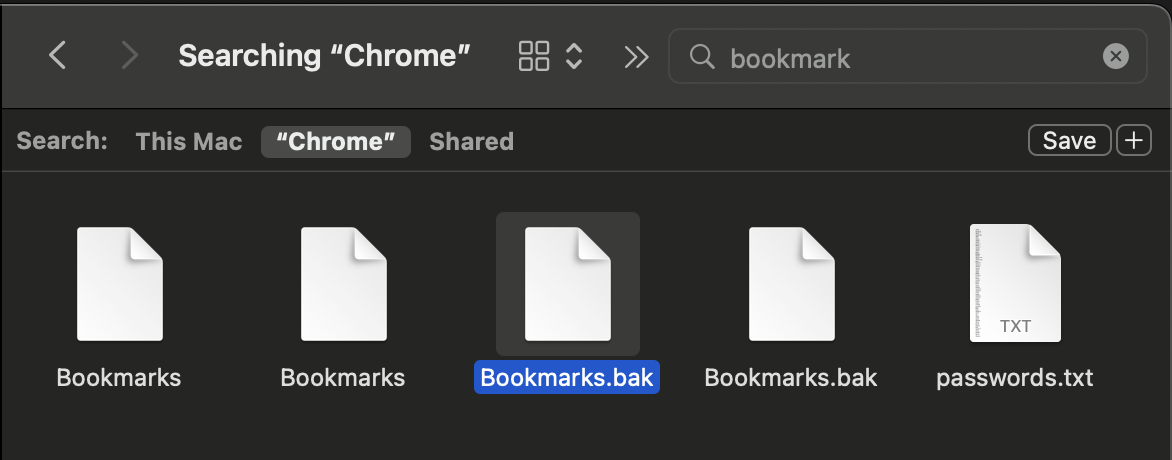 Searching “Chrome”
bookmark
Search: This Mac “Chrome” Shared Save
Bookmarks Bookmarks Bookmarks.bak Bookmarks.bak TXT passwords.txt